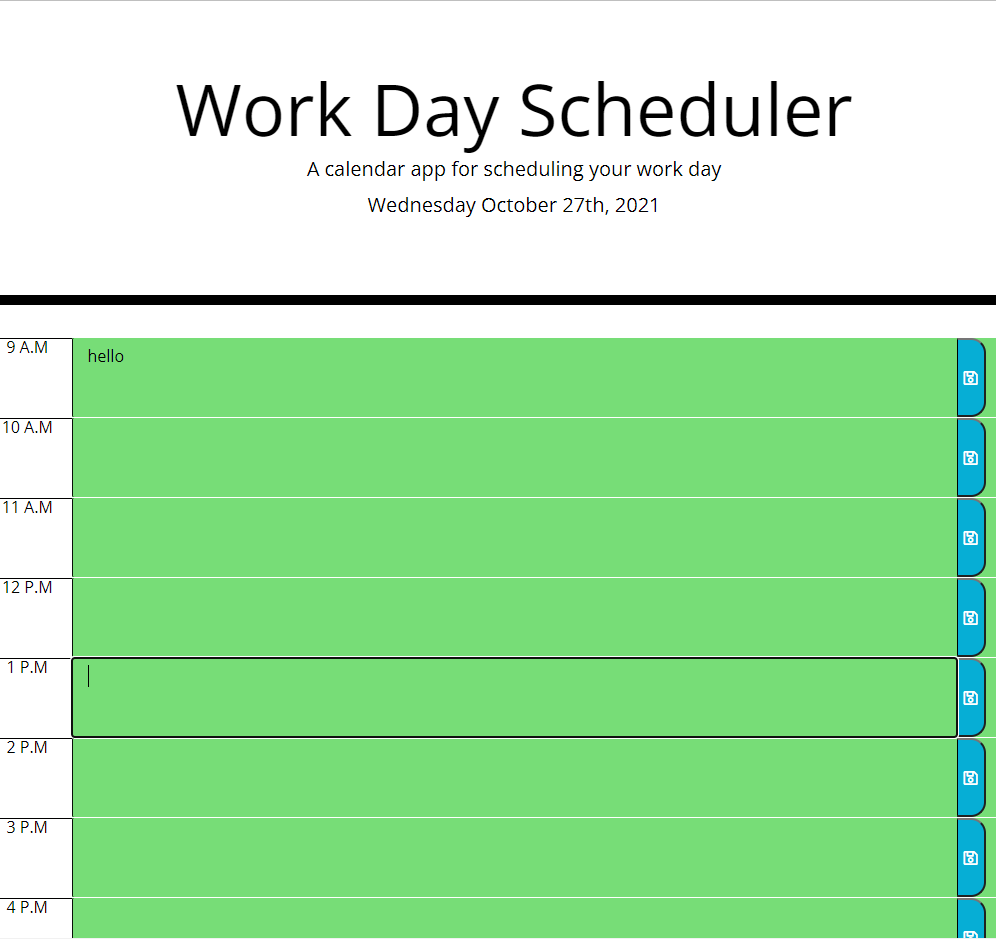 Work Day Scheduler
A calendar app for scheduling your work day
Wednesday October 27th, 2021
9 A.M
hello
10 A.M
11 A.M
12 P.M
1 P.M
2 P.M
3 P.M
4 P.M